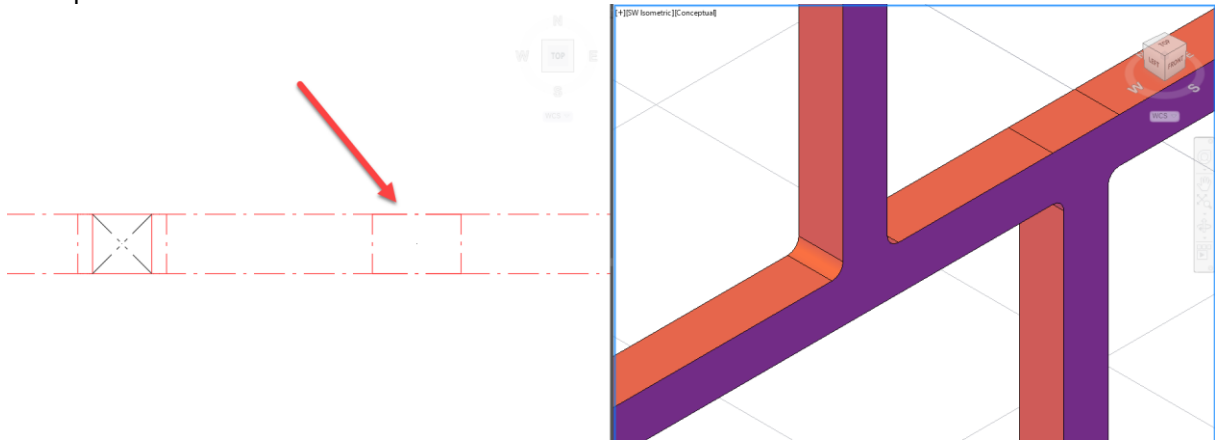 N
W
TOP
E
S
WCS
[+][SW Isometric][Conceptual]
TOP
LEFT
FRONT
W
S
WCS